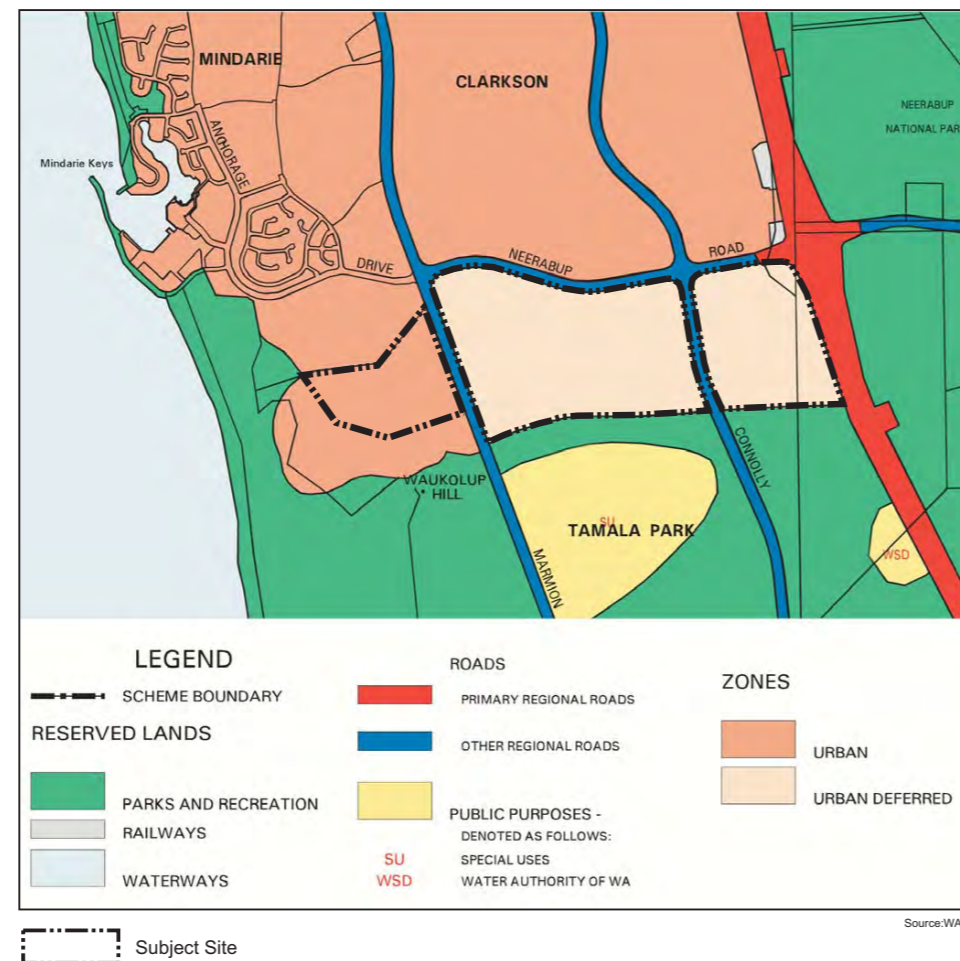 MINDARIE
CLARKSON
NEERABUP
NATIONAL PAR
ANCHORAGE
Mindarie Keys
DRIVE
NEERABUP
ROAD
WAUKOLUP
HILL
CONNOLLY
MARMION
SU
TAMALA PARK
WSD
LEGEND
SCHEME BOUNDARY
RESERVED LANDS
PARKS AND RECREATION
RAILWAYS
WATERWAYS
ROADS
PRIMARY REGIONAL ROADS
OTHER REGIONAL ROADS
PUBLIC PURPOSES -
DENOTED AS FOLLOWS:
SU SPECIAL USES
WSD WATER AUTHORITY OF WA
ZONES
URBAN
URBAN DEFERRED
Source:WA
Subject Site